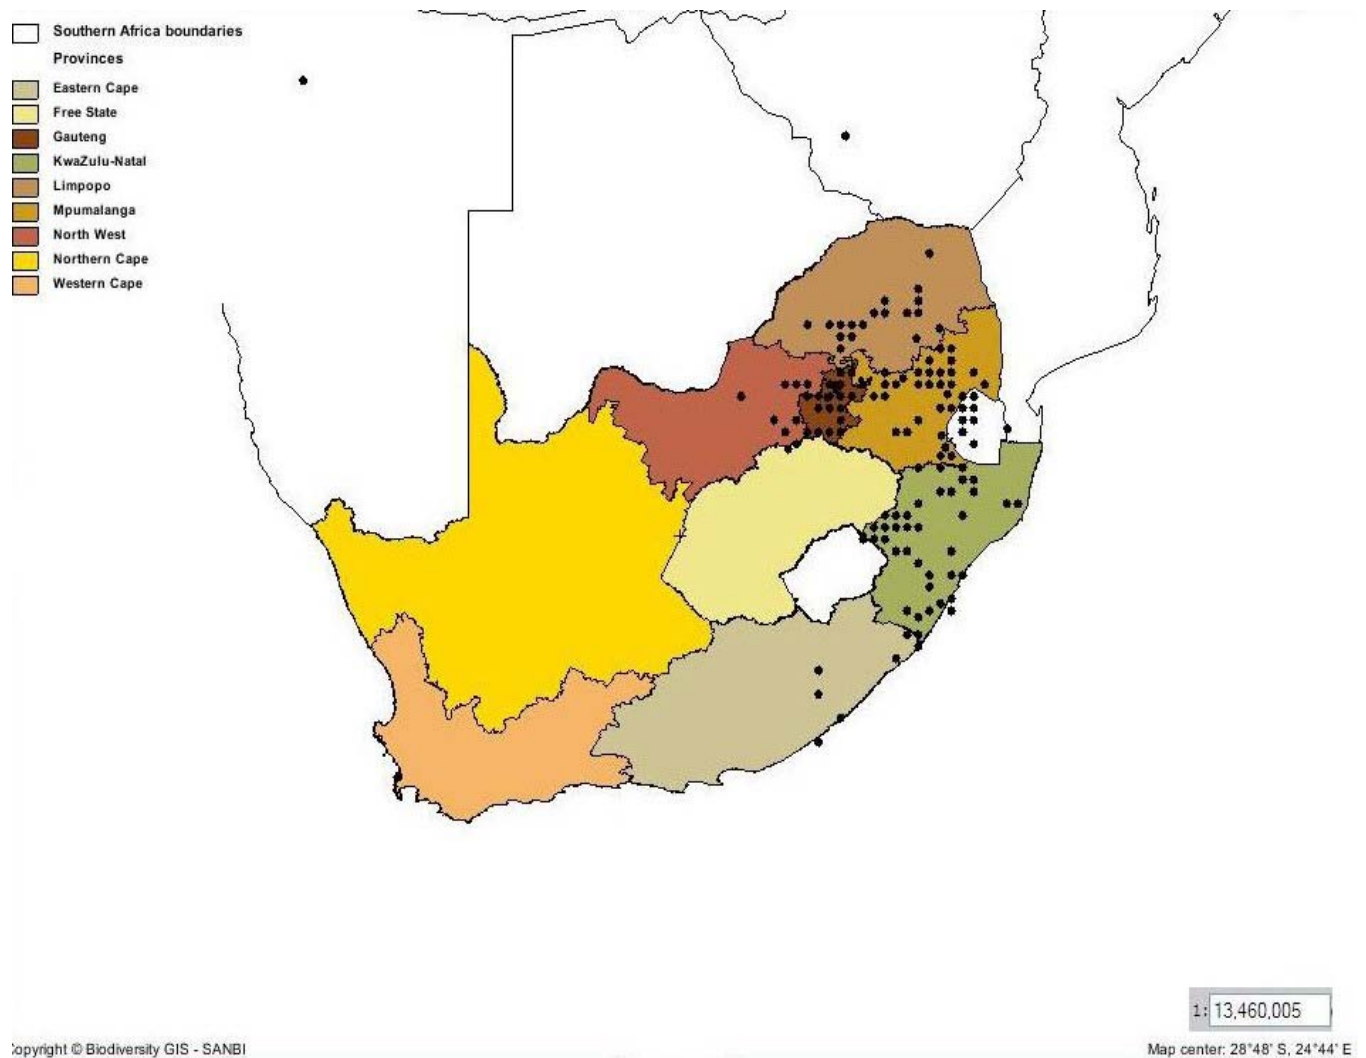 Southern Africa boundaries
Provinces
Eastern Cape
Free State
Gauteng
KwaZulu-Natal
Limpopo
Mpumalanga
North West
Northern Cape
Western Cape
1: 13,460,005
opyright © Biodiversity GIS - SANBI
Map center: 28°48' S, 24°44' E